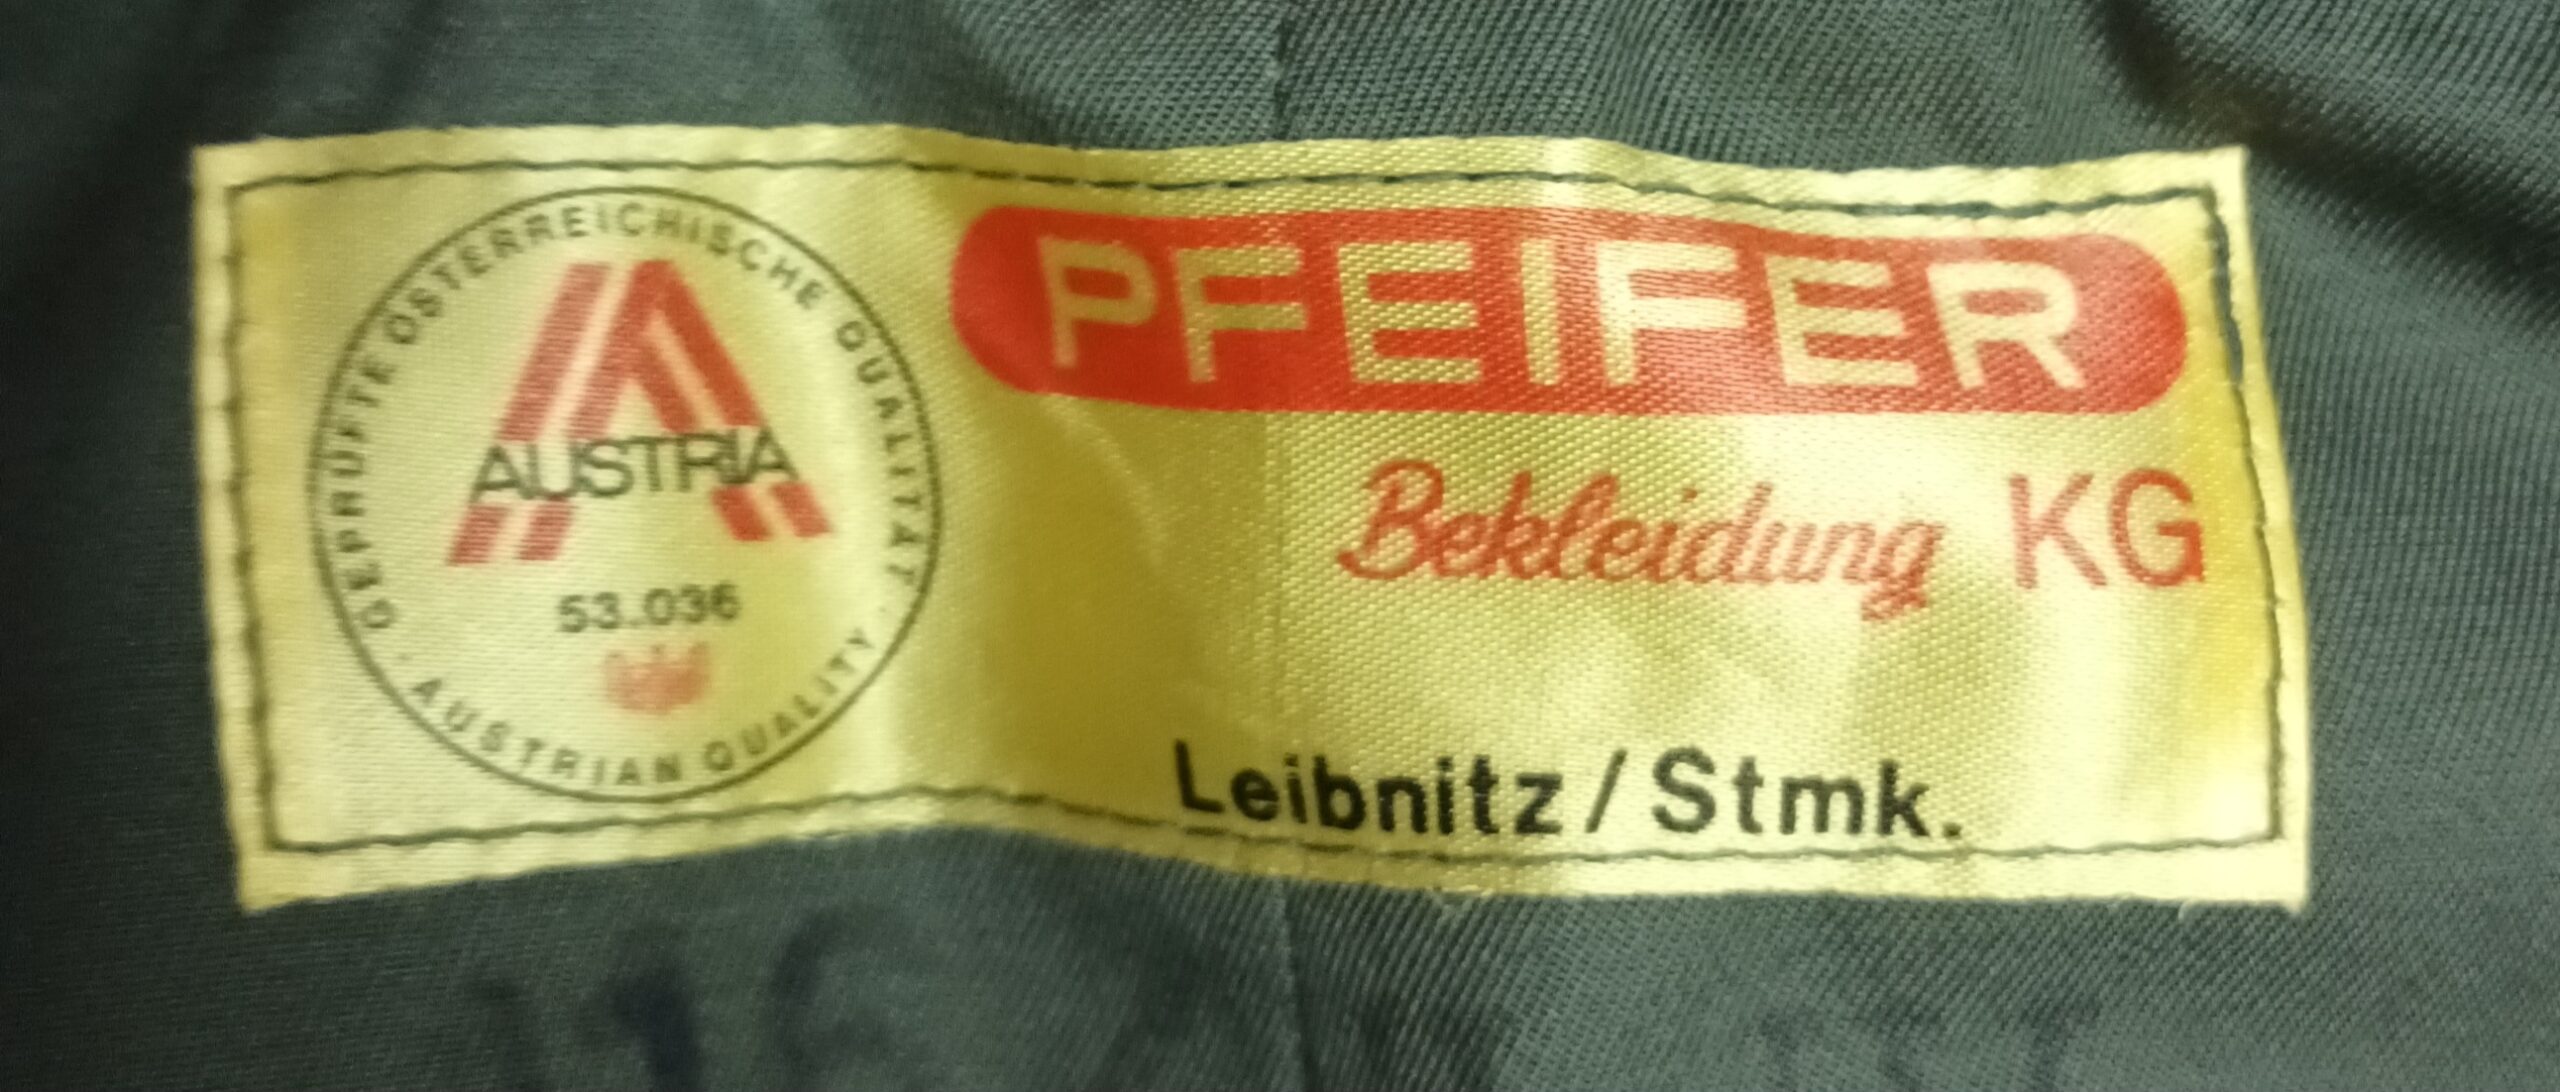 GEPRÜFTE ÖSTERREICHISCHE QUALITÄT
AUSTRIA
53.036
AUSTRIAN QUALITY
PFEIFER
Bekleidung KG
Leibnitz / Stmk.